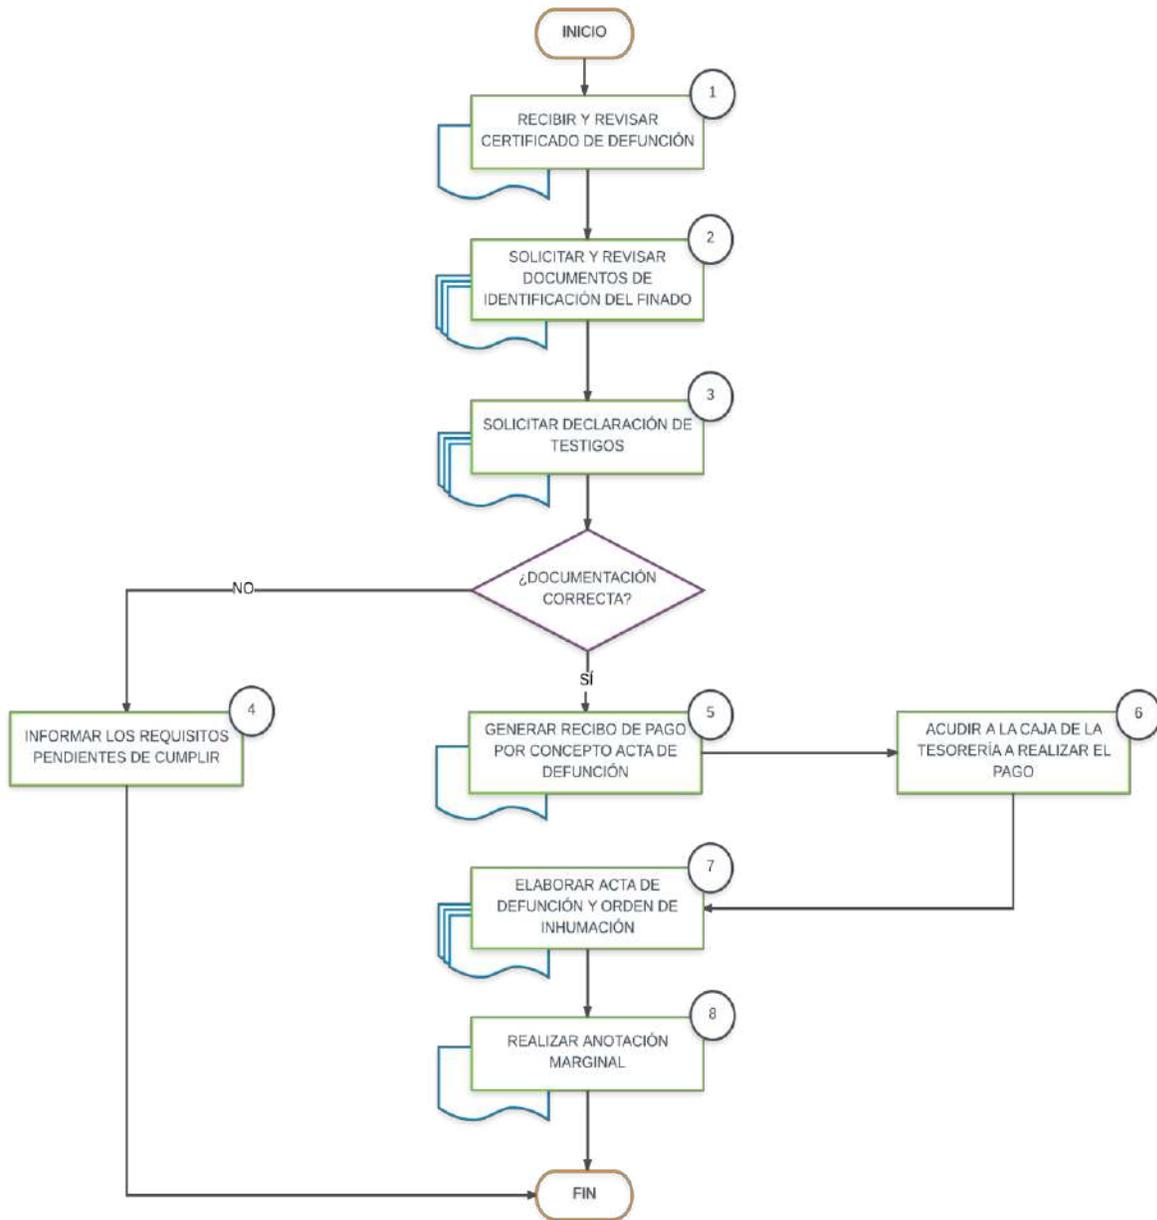 INICIO
1
RECIBIR Y REVISAR
CERTIFICADO DE DEFUNCIÓN
2
SOLICITAR Y REVISAR
DOCUMENTOS DE
IDENTIFICACIÓN DEL FINADO
3
SOLICITAR DECLARACIÓN DE
TESTIGOS
¿DOCUMENTACIÓN
CORRECTA?
NO
SÍ
4
INFORMAR LOS REQUISITOS
PENDIENTES DE CUMPLIR
5
GENERAR RECIBO DE PAGO
POR CONCEPTO ACTA DE
DEFUNCIÓN
6
ACUDIR A LA CAJA DE LA
TESORERÍA A REALIZAR EL
PAGO
7
ELABORAR ACTA DE
DEFUNCIÓN Y ORDEN DE
INHUMACIÓN
8
REALIZAR ANOTACIÓN
MARGINAL
FIN